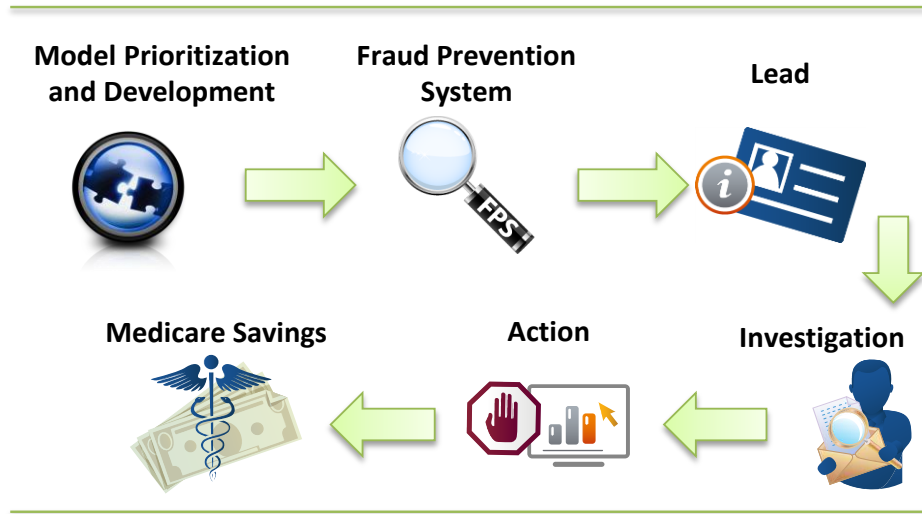 Model Prioritization
and Development
Fraud Prevention
System
Lead
FPS
i
Medicare Savings
Action
Investigation